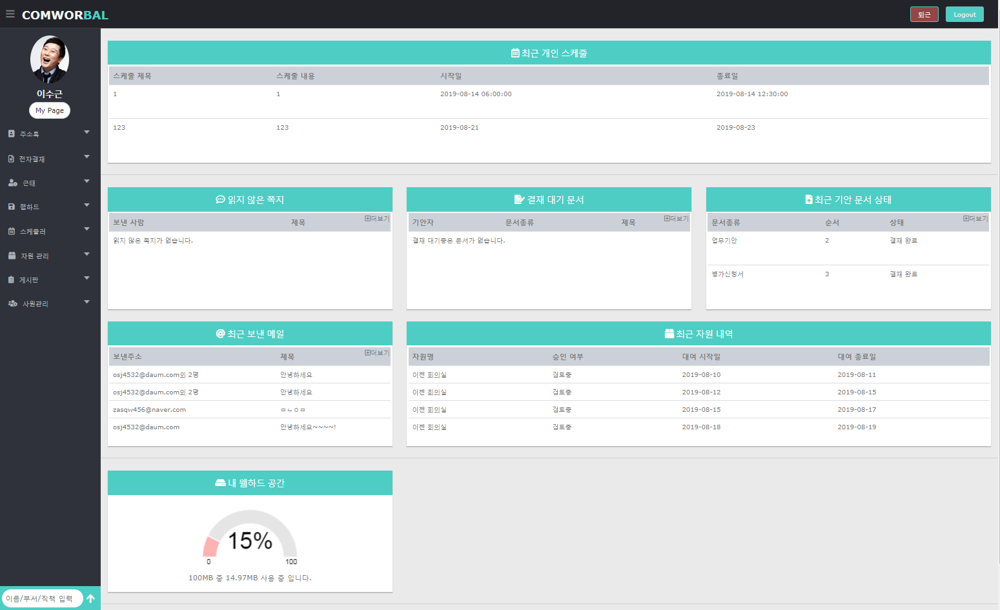 COMWORBAL
퇴근 Logout
이수근
My Page
주소록
전자결재
근태
웹하드
스케줄러
자원 관리
게시판
사원관리
이름/부서/직책 입력
최근 개인 스케줄
스케줄 제목 스케줄 내용 시작일 종료일
1 1 2019-08-14 06:00:00 2019-08-14 12:30:00
123 123 2019-08-21 2019-08-23
읽지 않은 쪽지
보낸 사람 제목 더보기
읽지 않은 쪽지가 없습니다.
결재 대기 문서
기안자 문서종류 제목 더보기
결재 대기중은 문서가 없습니다.
최근 기안 문서 상태
문서종류 순서 상태 더보기
업무기안 2 결재 완료
병가신청서 3 결재 완료
@ 최근 보낸 메일
보낸주소 제목 더보기
osj4532@daum.com외 2명 안녕하세요
osj4532@daum.com외 2명 안녕하세요
zasqw456@naver.com ㅁㄴㅇㅁ
osj4532@daum.com 안녕하세요~~~~!
최근 자원 내역
자원명 승인 여부 대여 시작일 대여 종료일
이젠 회의실 검토중 2019-08-10 2019-08-11
이젠 회의실 검토중 2019-08-12 2019-08-15
이젠 회의실 검토중 2019-08-15 2019-08-17
이젠 회의실 검토중 2019-08-18 2019-08-19
내 웹하드 공간
15%
0 100
100MB 중 14.97MB 사용 중 입니다.